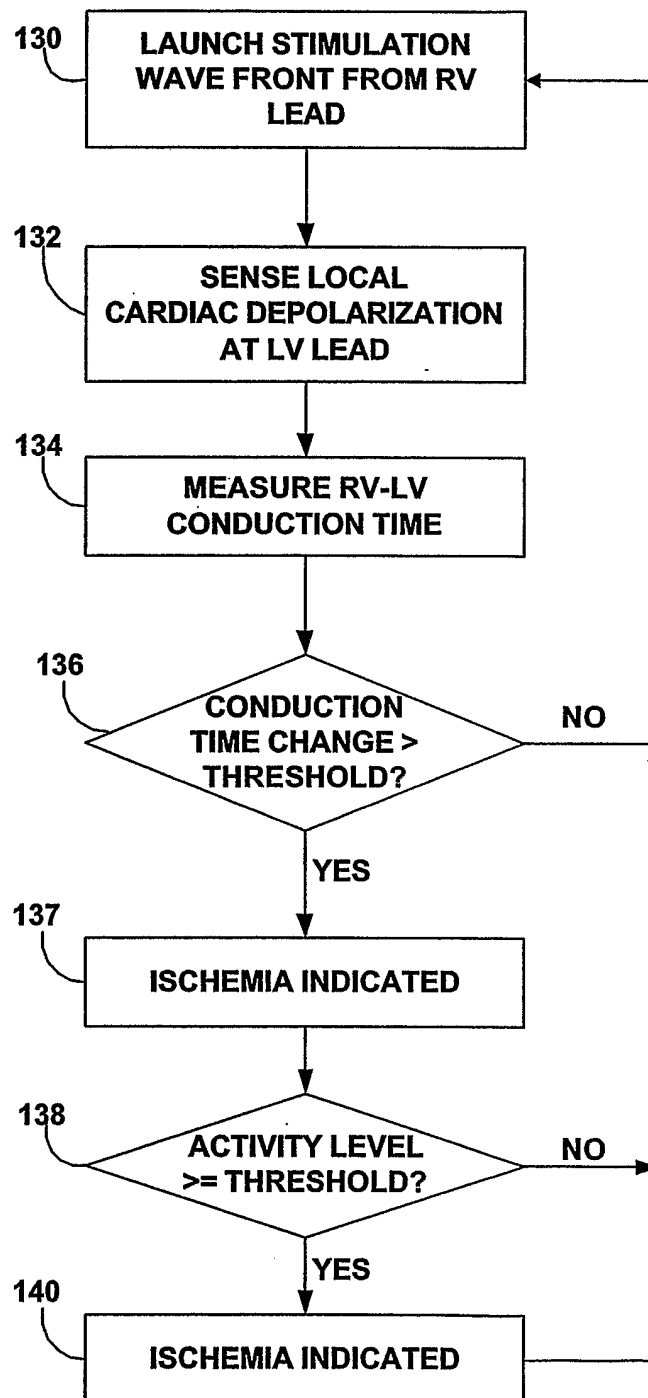 130
LAUNCH STIMULATION
WAVE FRONT FROM RV
LEAD
132
SENSE LOCAL
CARDIAC DEPOLARIZATION
AT LV LEAD
134
MEASURE RV-LV
CONDUCTION TIME
136
CONDUCTION
TIME CHANGE >
THRESHOLD?
NO
YES
137
ISCHEMIA INDICATED
138
ACTIVITY LEVEL
>= THRESHOLD?
NO
YES
140
ISCHEMIA INDICATED